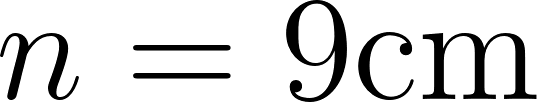 n = 9cm